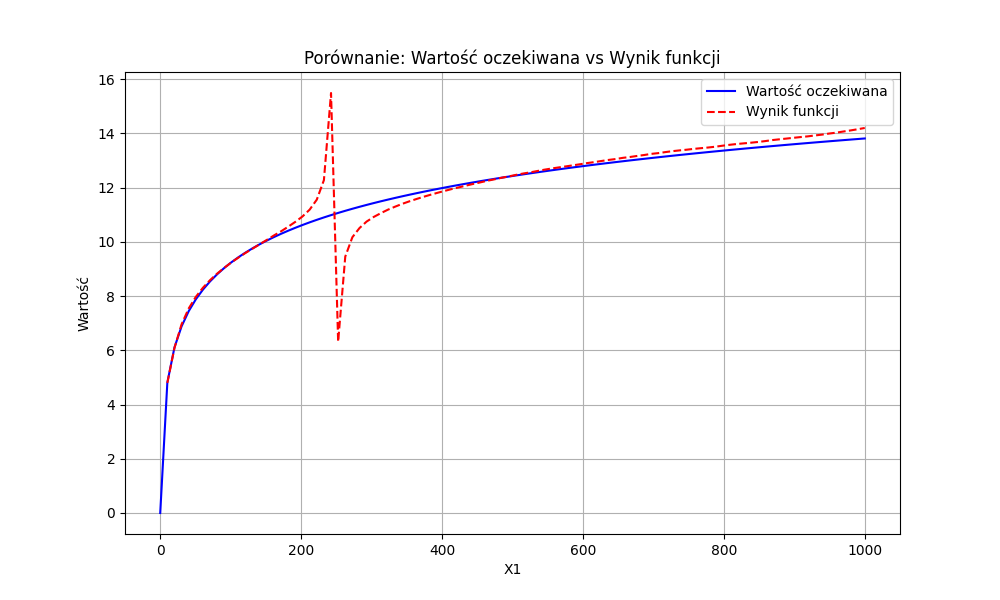 Porównanie: Wartość oczekiwana vs Wynik funkcji
Wartość oczekiwana
Wynik funkcji
Wartość
16
14
12
10
8
6
4
2
0
0 200 400 600 800 1000
X1